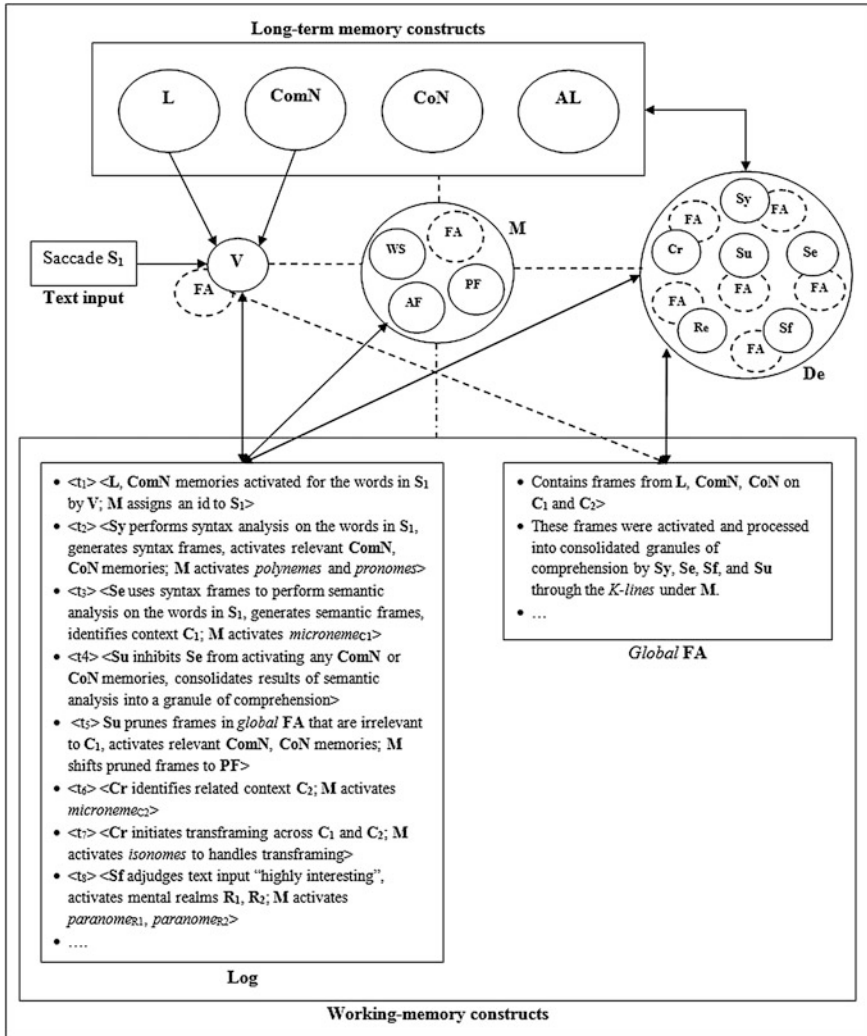 Long-term memory constructs
L
ComN
CoN
AL
Sy
FA
FA
Cr
Su
Se
FA
FA
FA
Re
Sf
FA
De
M
WS
FA
AF
PF
Saccade S₁
Text input
V
FA
• <t₁> <L, ComN memories activated for the words in S₁
by V; M assigns an id to S₁>
• <t₂> <Sy performs syntax analysis on the words in S₁,
generates syntax frames, activates relevant ComN,
CoN memories; M activates polynemes and pronomes>
• <t₃> <Se uses syntax frames to perform semantic
analysis on the words in S₁, generates semantic frames,
identifies context C₁; M activates micronemeC₁>
• <t4> <Su inhibits Se from activating any ComN or
CoN memories, consolidates results of semantic
analysis into a granule of comprehension>
• <t₅> Su prunes frames in global FA that are irrelevant
to C₁, activates relevant ComN, CoN memories; M
shifts pruned frames to PF>
• <t₆> <Cr identifies related context C₂; M activates
micronemeC₂>
• <t₇> <Cr initiates transframing across C₁ and C₂; M
activates isonomes to handles transframing>
• <t₈> <Sf adjudges text input “highly interesting”,
activates mental realms R₁, R₂; M activates
paranomeR₁, paranomeR₂>
• ….
Log
• Contains frames from L, ComN, CoN on
C₁ and C₂>
• These frames were activated and processed
into consolidated granules of
comprehension by Sy, Se, Sf, and Su
through the K-lines under M.
• …
Global FA
Working-memory constructs